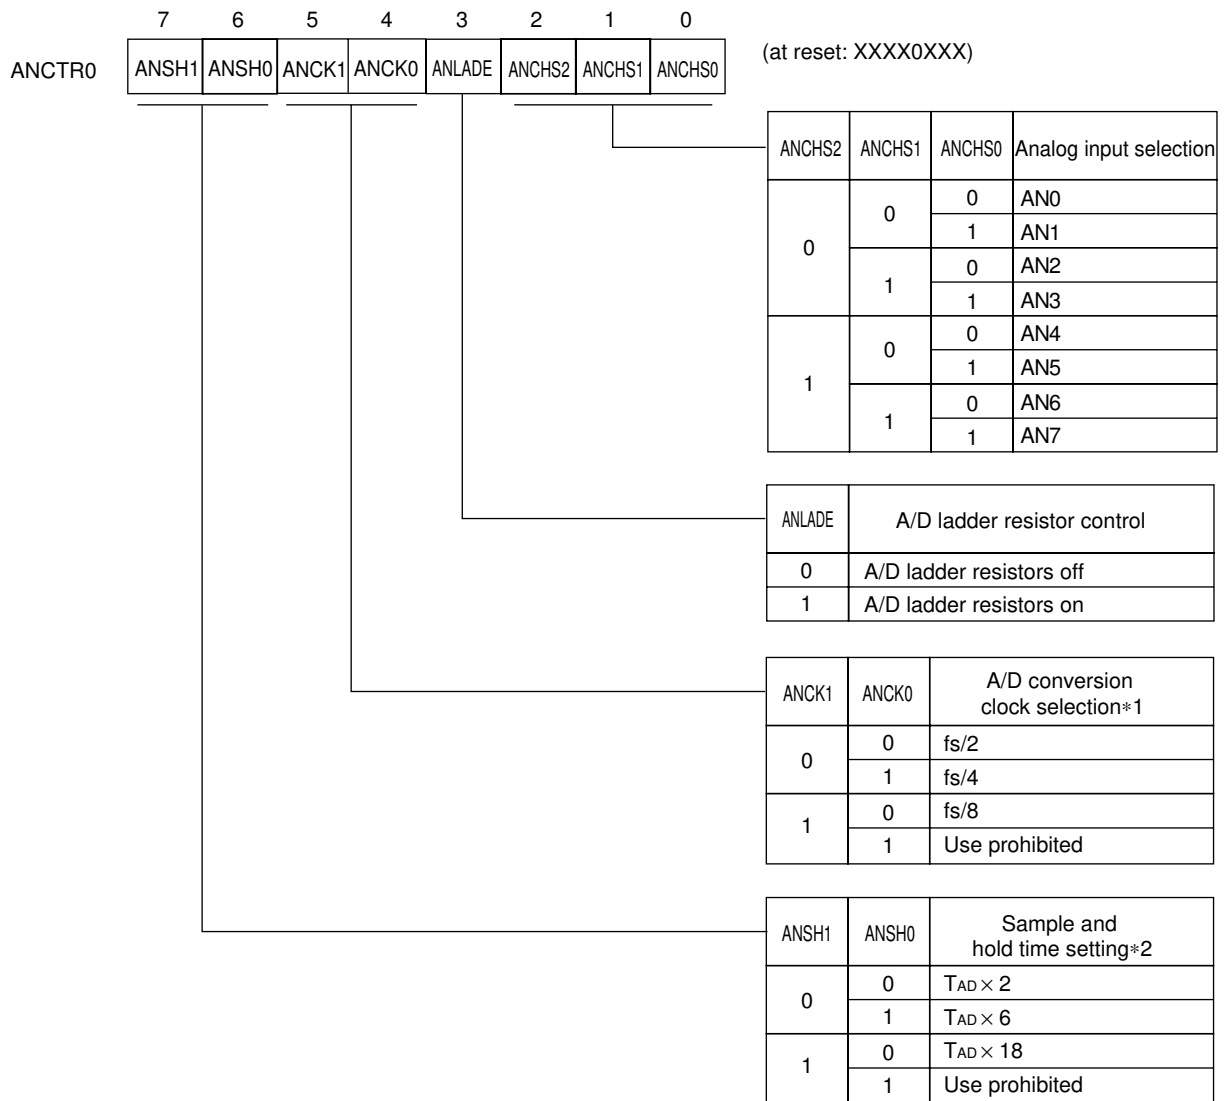 7 6 5 4 3 2 1 0
ANCTR0 ANSH1 ANSH0 ANCK1 ANCK0 ANLADE ANCHS2 ANCHS1 ANCHS0 (at reset: XXXX0XXX)
ANCHS2 ANCHS1 ANCHS0 Analog input selection
0 0 0 AN0
1 AN1
1 0 AN2
1 AN3
1 0 0 AN4
1 AN5
1 0 AN6
1 AN7
ANLADE A/D ladder resistor control
0 A/D ladder resistors off
1 A/D ladder resistors on
ANCK1 ANCK0 A/D conversion
clock selection*1
0 0 fs/2
1 fs/4
1 0 fs/8
1 Use prohibited
ANSH1 ANSH0 Sample and
hold time setting*2
0 0 TAD × 2
1 TAD × 6
1 0 TAD × 18
1 Use prohibited